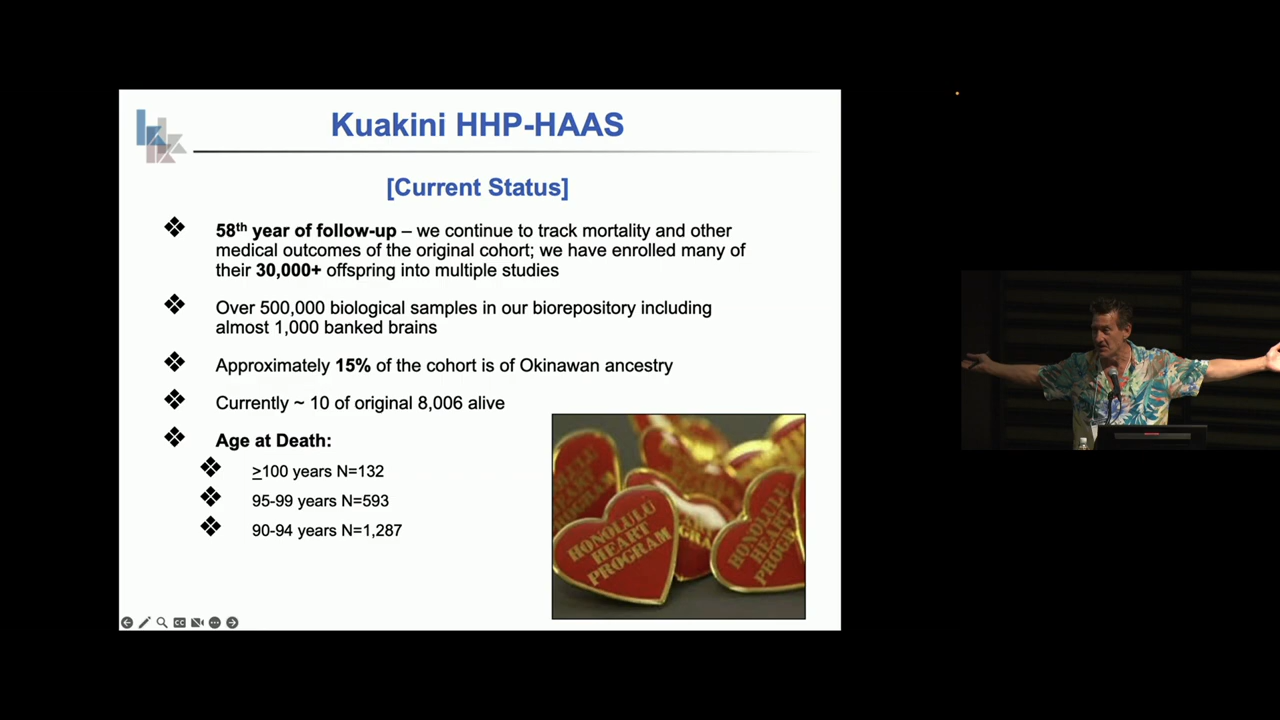 Kuakini HHP-HAAS
[Current Status]
58th year of follow-up – we continue to track mortality and other
medical outcomes of the original cohort; we have enrolled many of
their 30,000+ offspring into multiple studies
Over 500,000 biological samples in our biorepository including
almost 1,000 banked brains
Approximately 15% of the cohort is of Okinawan ancestry
Currently ~ 10 of original 8,006 alive
Age at Death:
≥100 years N=132
95-99 years N=593
90-94 years N=1,287
HONOLULU
HEART
PROGRAM
HONOLULU
HEART
PROGR